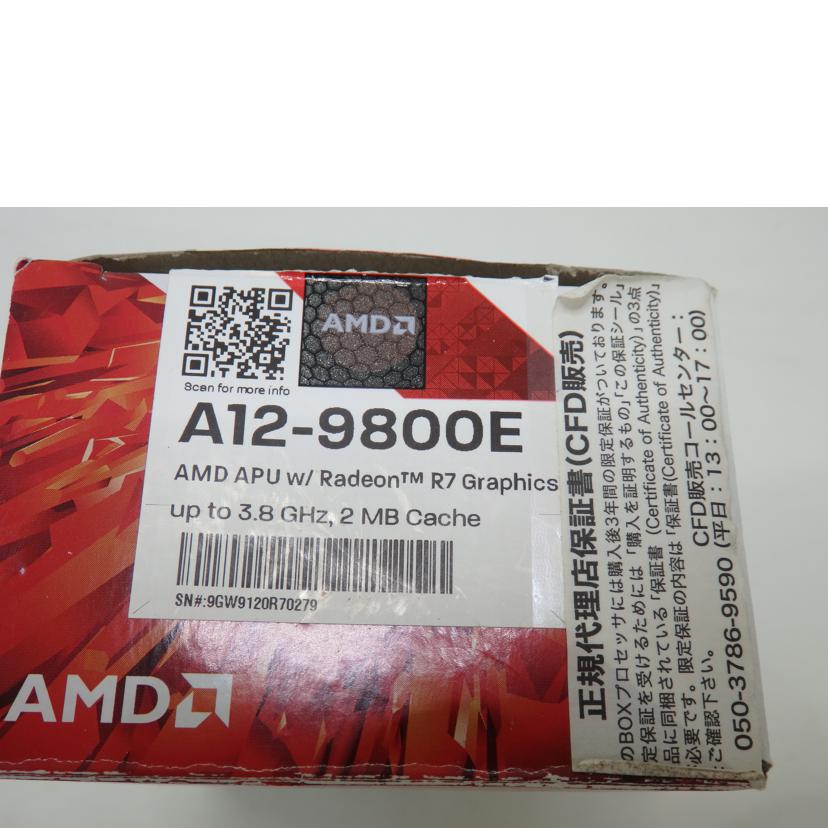 AMD
Scan for more info
A12-9800E
AMD APU w/ Radeon™ R7 Graphics
up to 3.8 GHz, 2 MB Cache
SN#:9GW9120R70279
AMD
正規代理店保証書(CFD販売)
のBOXプロセッサには購入後3年間の限定保証がついております。
定保証を受けるためには「購入を証明するもの」「この保証シール」
品に同梱されている「保証書 (Certificate of Authenticity)」の3点
必要です。限定保証の内容は「保証書(Certificate of Authenticity)」
ご確認下さい。
CFD販売コールセンター：
050-3786-9590 (平日：13：00~17：00)